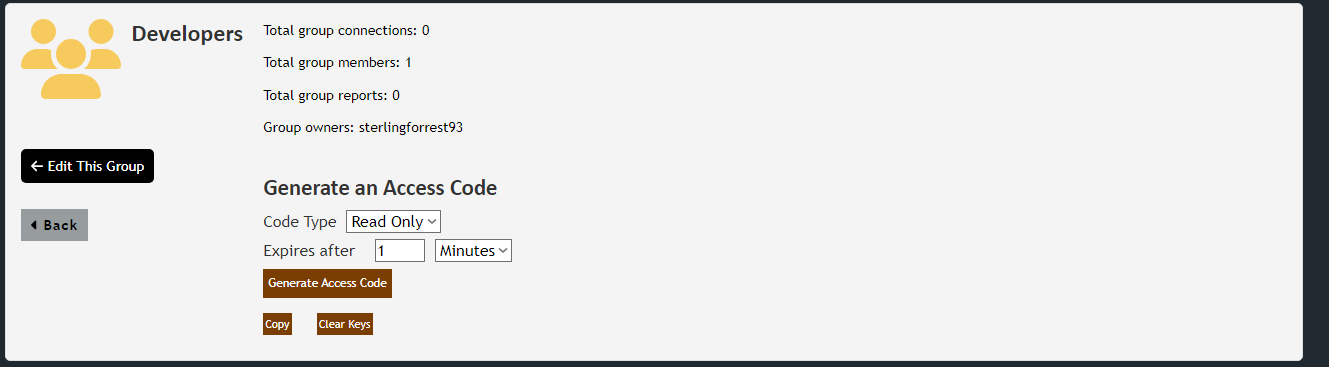 Developers
Total group connections: 0
Total group members: 1
Total group reports: 0
Group owners: sterlingforrest93
Edit This Group
Back
Generate an Access Code
Code Type Read Only
Expires after 1 Minutes
Generate Access Code
Copy Clear Keys